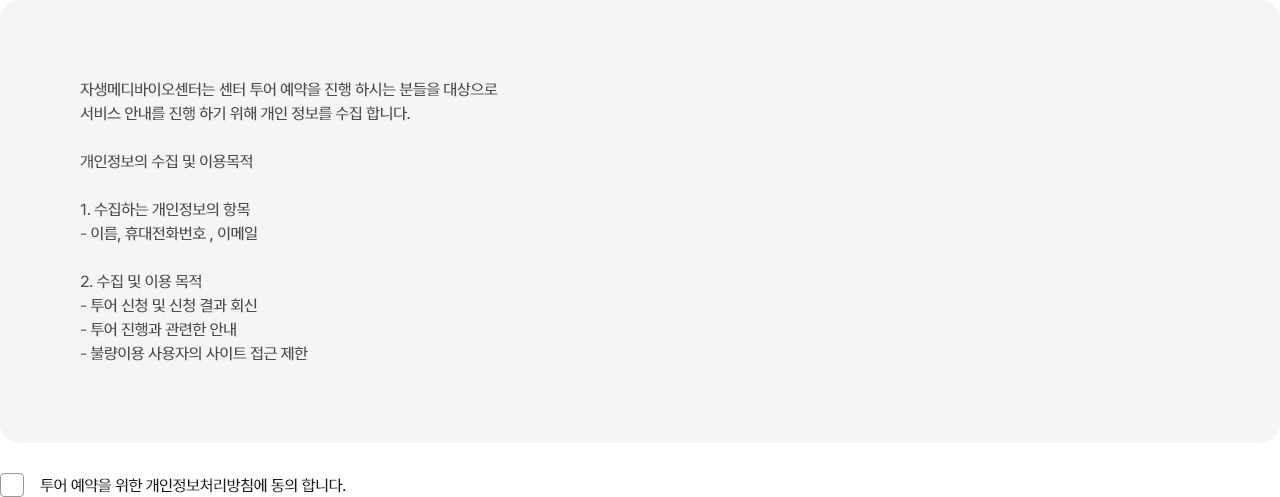 자생메디바이오센터는 센터 투어 예약을 진행 하시는 분들을 대상으로
서비스 안내를 진행 하기 위해 개인 정보를 수집 합니다.
개인정보의 수집 및 이용목적
1. 수집하는 개인정보의 항목
- 이름, 휴대전화번호 , 이메일
2. 수집 및 이용 목적
- 투어 신청 및 신청 결과 회신
- 투어 진행과 관련한 안내
- 불량이용 사용자의 사이트 접근 제한
투어 예약을 위한 개인정보처리방침에 동의 합니다.